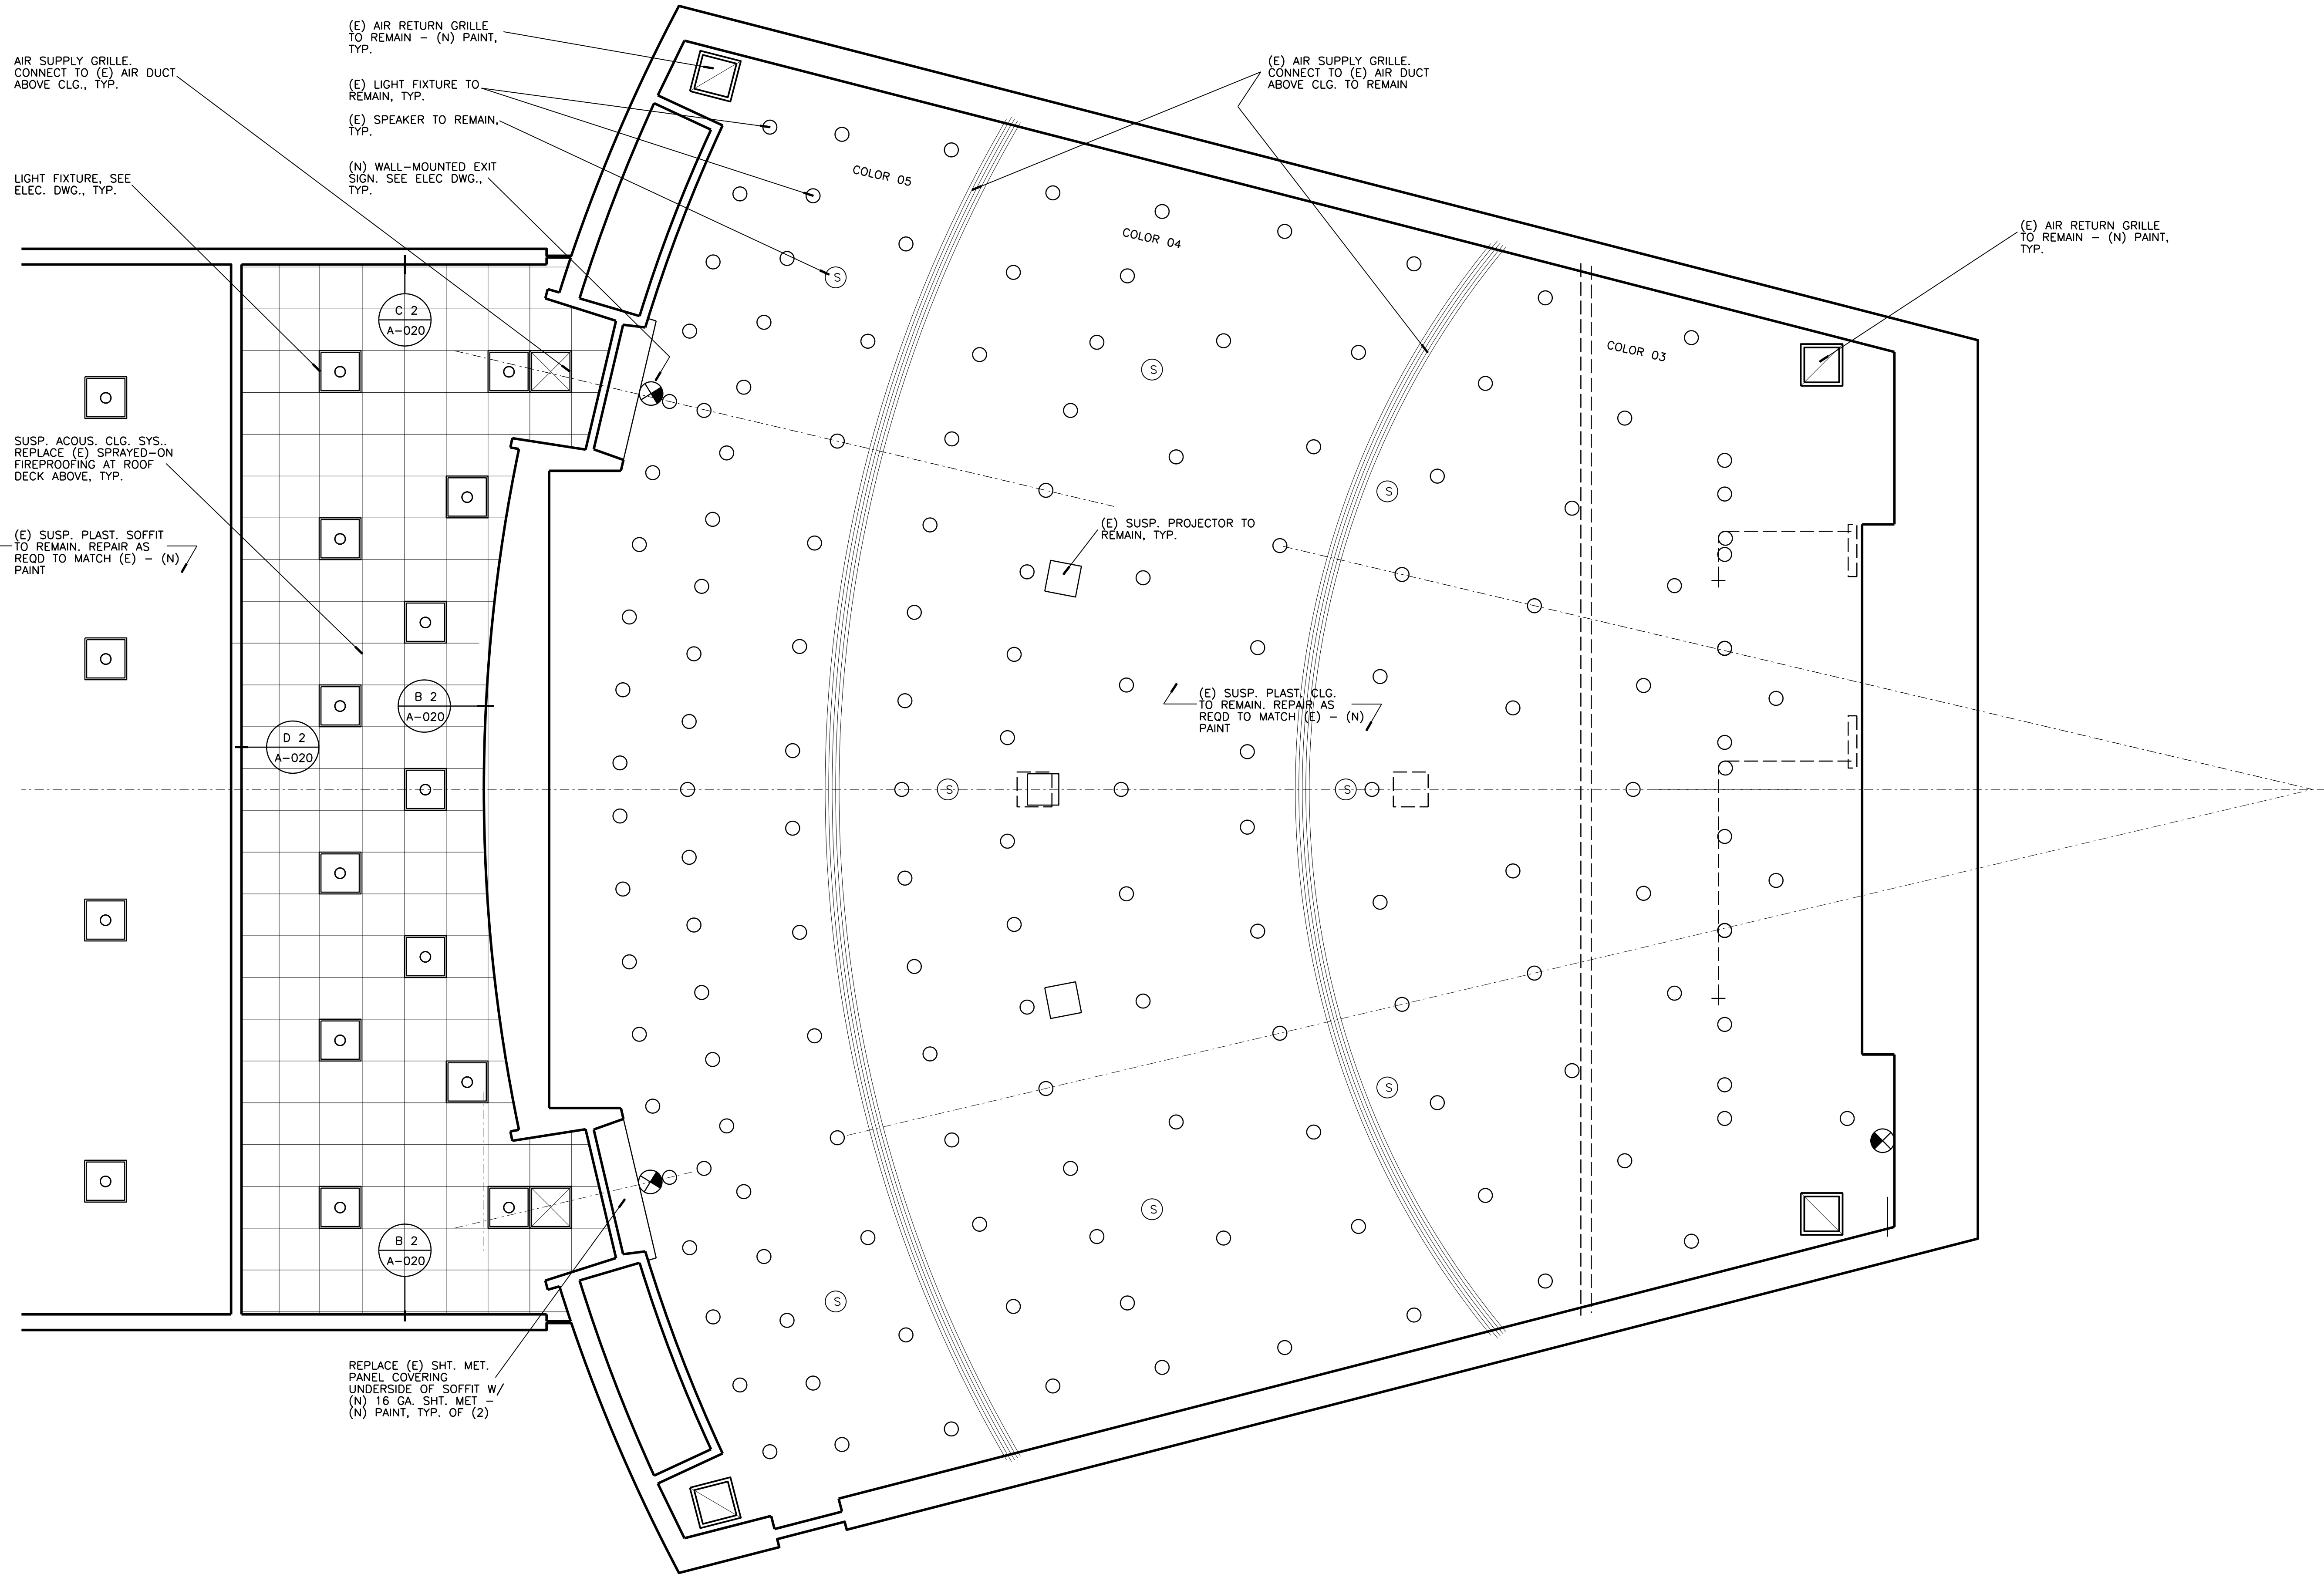 (E) AIR RETURN GRILLE
TO REMAIN – (N) PAINT,
TYP.
AIR SUPPLY GRILLE.
CONNECT TO (E) AIR DUCT
ABOVE CLG., TYP.
(E) LIGHT FIXTURE TO
REMAIN, TYP.
(E) SPEAKER TO REMAIN,
TYP.
(N) WALL–MOUNTED EXIT
SIGN. SEE ELEC DWG.,
TYP.
LIGHT FIXTURE, SEE
ELEC. DWG., TYP.
(E) AIR SUPPLY GRILLE.
CONNECT TO (E) AIR DUCT
ABOVE CLG. TO REMAIN
COLOR 05
COLOR 04
(E) AIR RETURN GRILLE
TO REMAIN – (N) PAINT,
TYP.
S
C 2
A–020
COLOR 03
S
SUSP. ACOUS. CLG. SYS..
REPLACE (E) SPRAYED–ON
FIREPROOFING AT ROOF
DECK ABOVE, TYP.
S
(E) SUSP. PLAST. SOFFIT
TO REMAIN. REPAIR AS
REQD TO MATCH (E) – (N)
PAINT
(E) SUSP. PROJECTOR TO
REMAIN, TYP.
B 2
A–020
(E) SUSP. PLAST. CLG.
TO REMAIN. REPAIR AS
REQD TO MATCH (E) – (N)
PAINT
D 2
A–020
S
S
S
S
B 2
A–020
S
REPLACE (E) SHT. MET.
PANEL COVERING
UNDERSIDE OF SOFFIT W/
(N) 16 GA. SHT. MET –
(N) PAINT, TYP. OF (2)